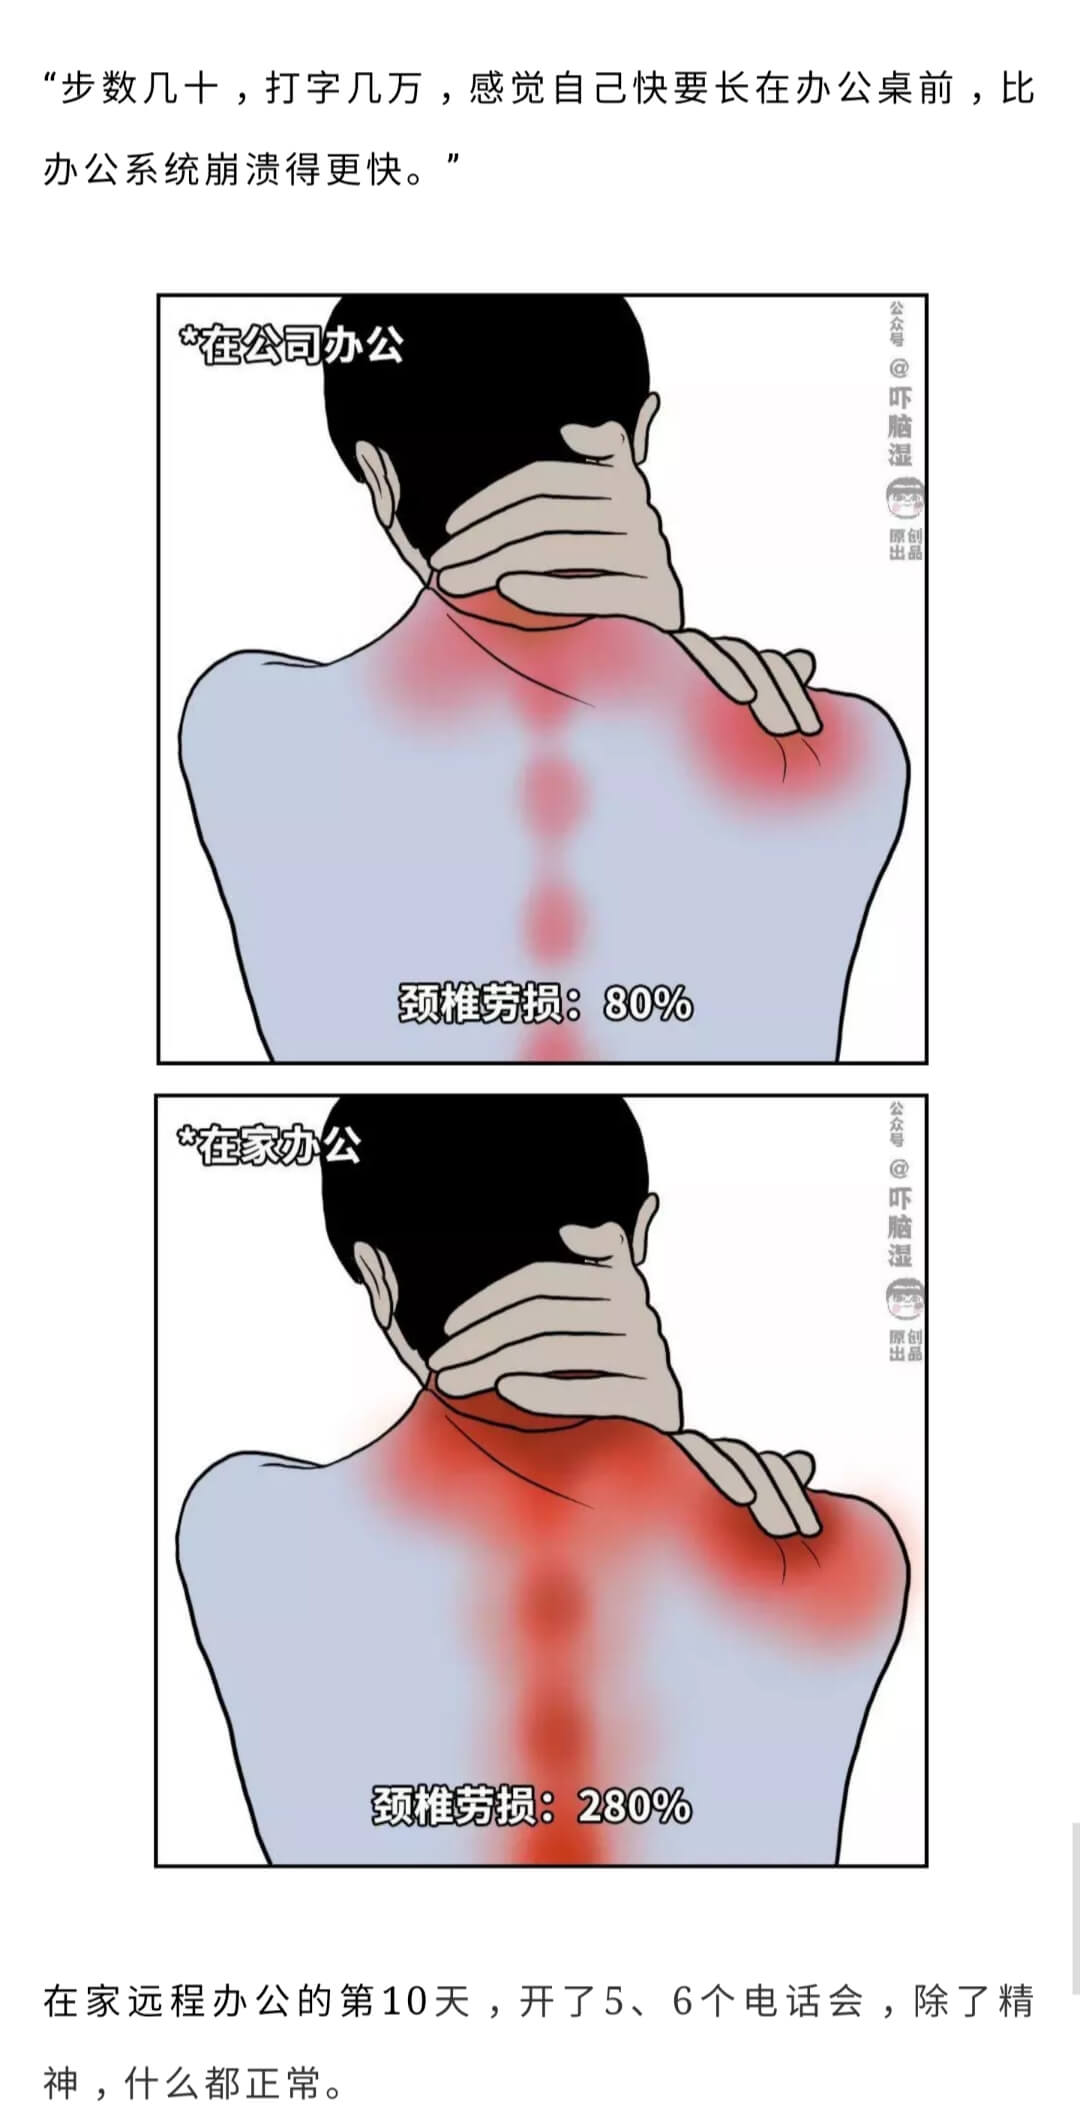 “步数几十，打字几万，感觉自己快要长在办公桌前，比
办公系统崩溃得更快。”
*在公司办公
公众号
@
吓脑湿
原创
出品
颈椎劳损：80%
*在家办公
公众号
@
吓脑湿
原创
出品
颈椎劳损：280%
在家远程办公的第10天，开了5、6个电话会，除了精
神，什么都正常。